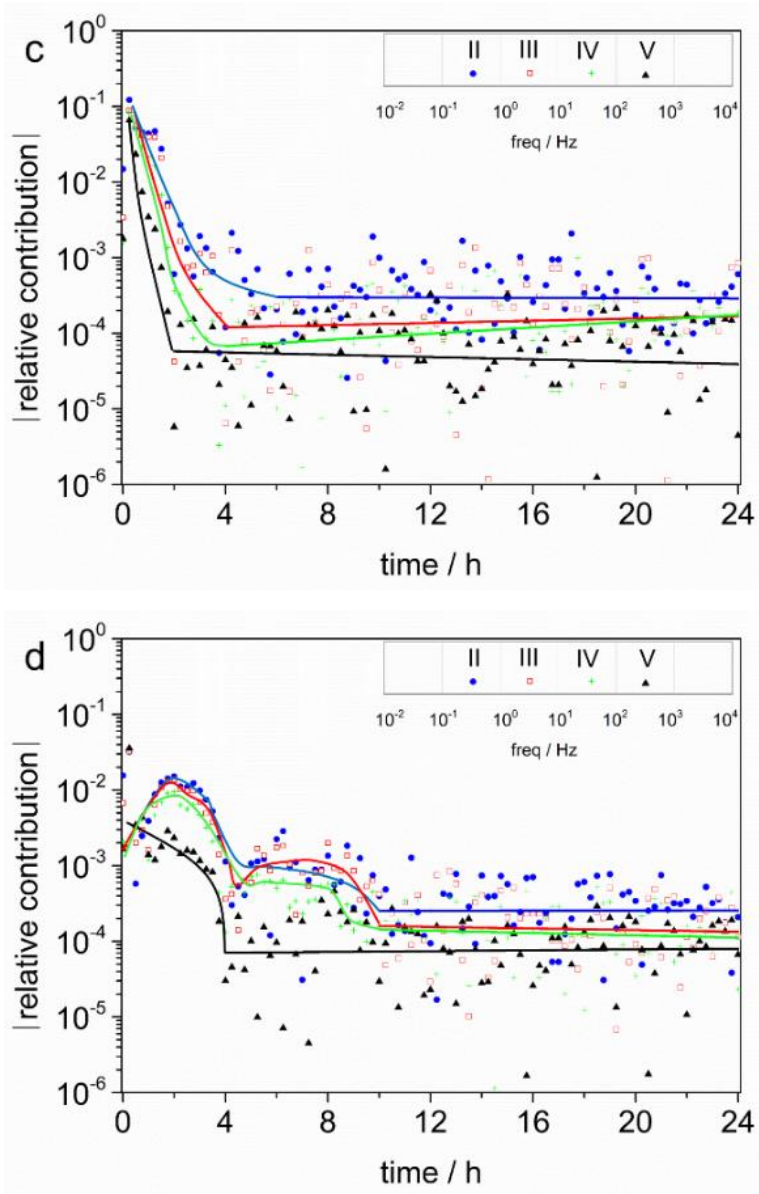 c
II III IV V
10^-2 10^-1 10^0 10^1 10^2 10^3 10^4
freq / Hz
|relative contribution|
10^0
10^-1
10^-2
10^-3
10^-4
10^-5
10^-6
0 4 8 12 16 20 24
time / h
d
II III IV V
10^-2 10^-1 10^0 10^1 10^2 10^3 10^4
freq / Hz
|relative contribution|
10^0
10^-1
10^-2
10^-3
10^-4
10^-5
10^-6
0 4 8 12 16 20 24
time / h